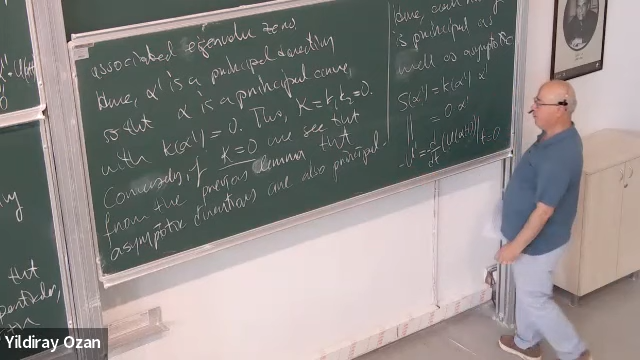 associated eigenvalue zero.
Hence, α' is a principal direction
so that α is a principal curve
with k(α') = 0. Thus, K = k₁k₂ = 0.
Conversely, if K=0 we see that
from the previous lemma that
asymptotic directions are also principal.
Hence,
is principal as
well as asymptotic.
S(α') = k(α') α'
= 0·α'
-U' = d/dt (U(α(t)))|t=0
that
Yildiray Ozan